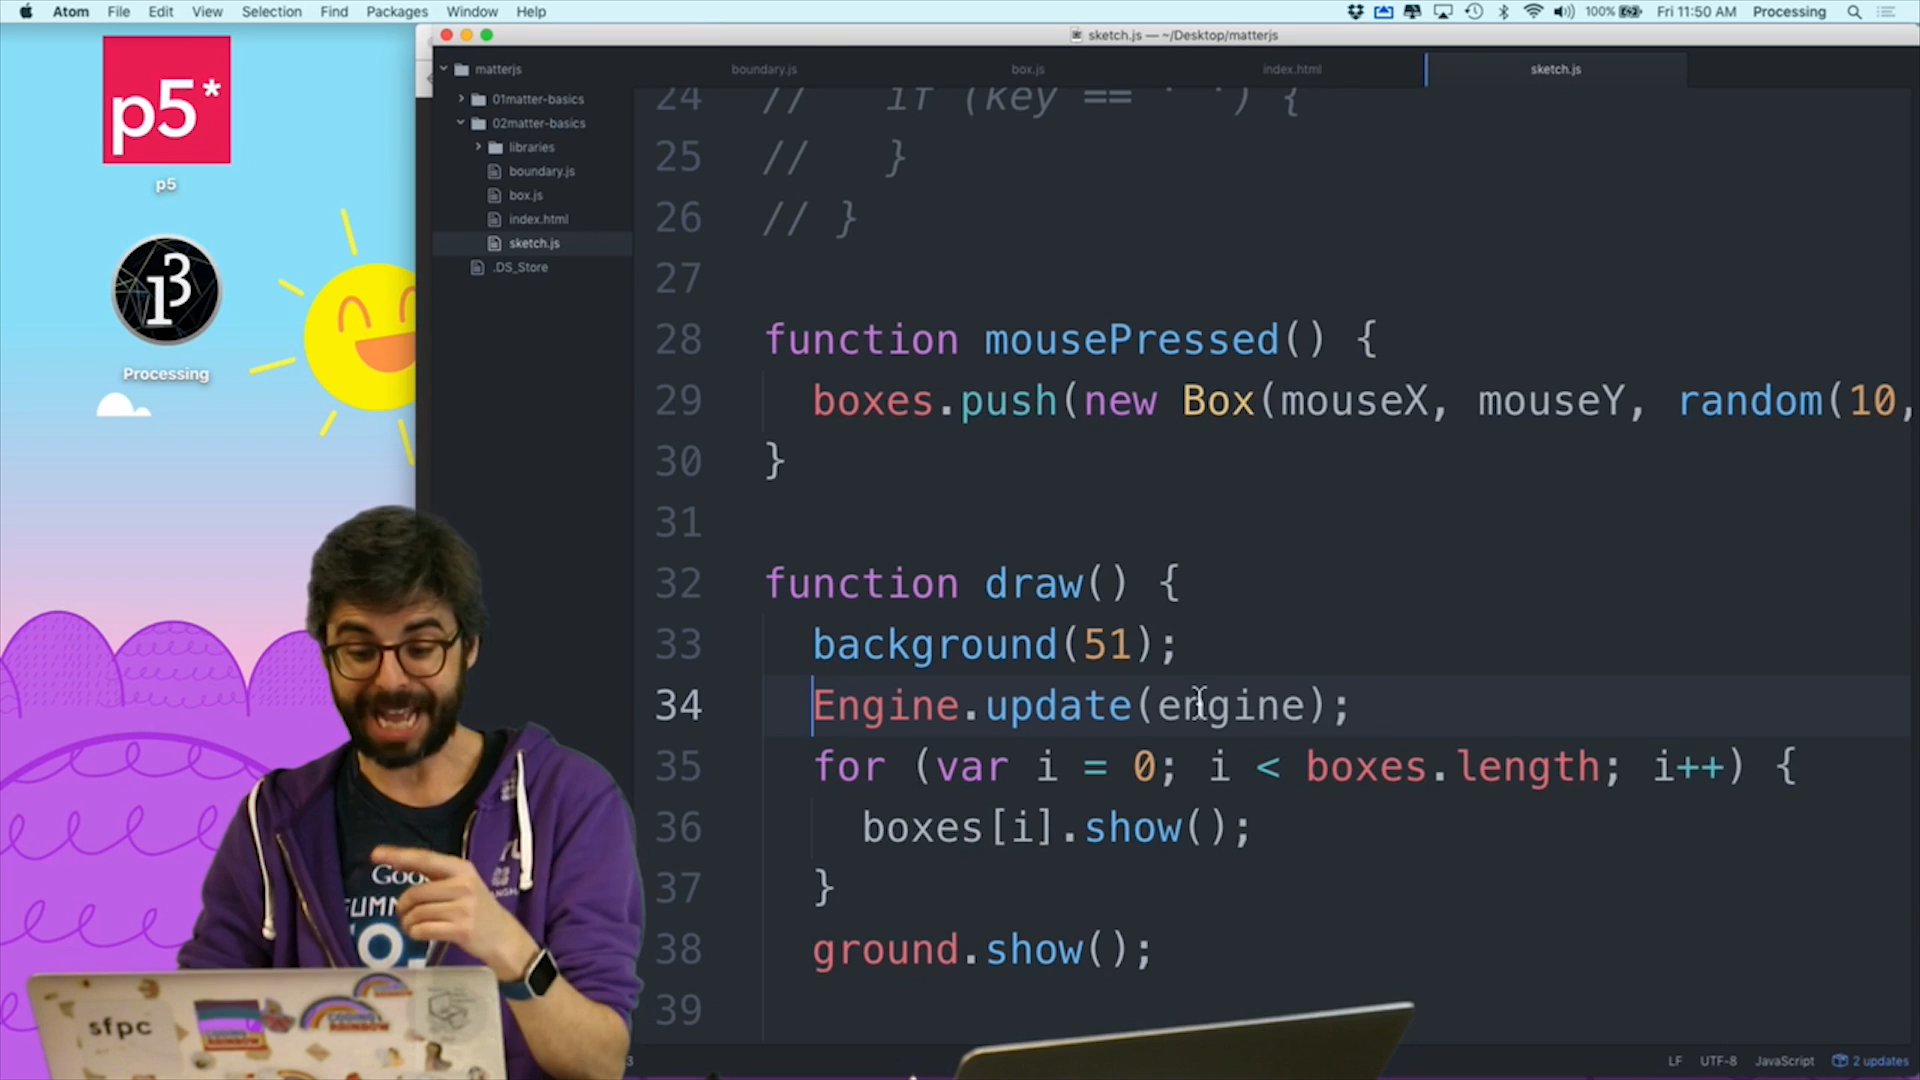 Atom File Edit View Selection Find Packages Window Help 100% Fri 11:50 AM Processing
sketch.js — ~/Desktop/matterjs
p5*
p5
Processing
matterjs
01matter-basics
02matter-basics
libraries
boundary.js
box.js
index.html
sketch.js
.DS_Store
boundary.js box.js index.html sketch.js
24 //   if (key == ' ') {
25 //   }
26 // }
27
28 function mousePressed() {
29   boxes.push(new Box(mouseX, mouseY, random(10,
30 }
31
32 function draw() {
33   background(51);
34   Engine.update(engine);
35   for (var i = 0; i < boxes.length; i++) {
36     boxes[i].show();
37   }
38   ground.show();
39
LF UTF-8 JavaScript 2 updates
sfpc
CODING RAINBOW